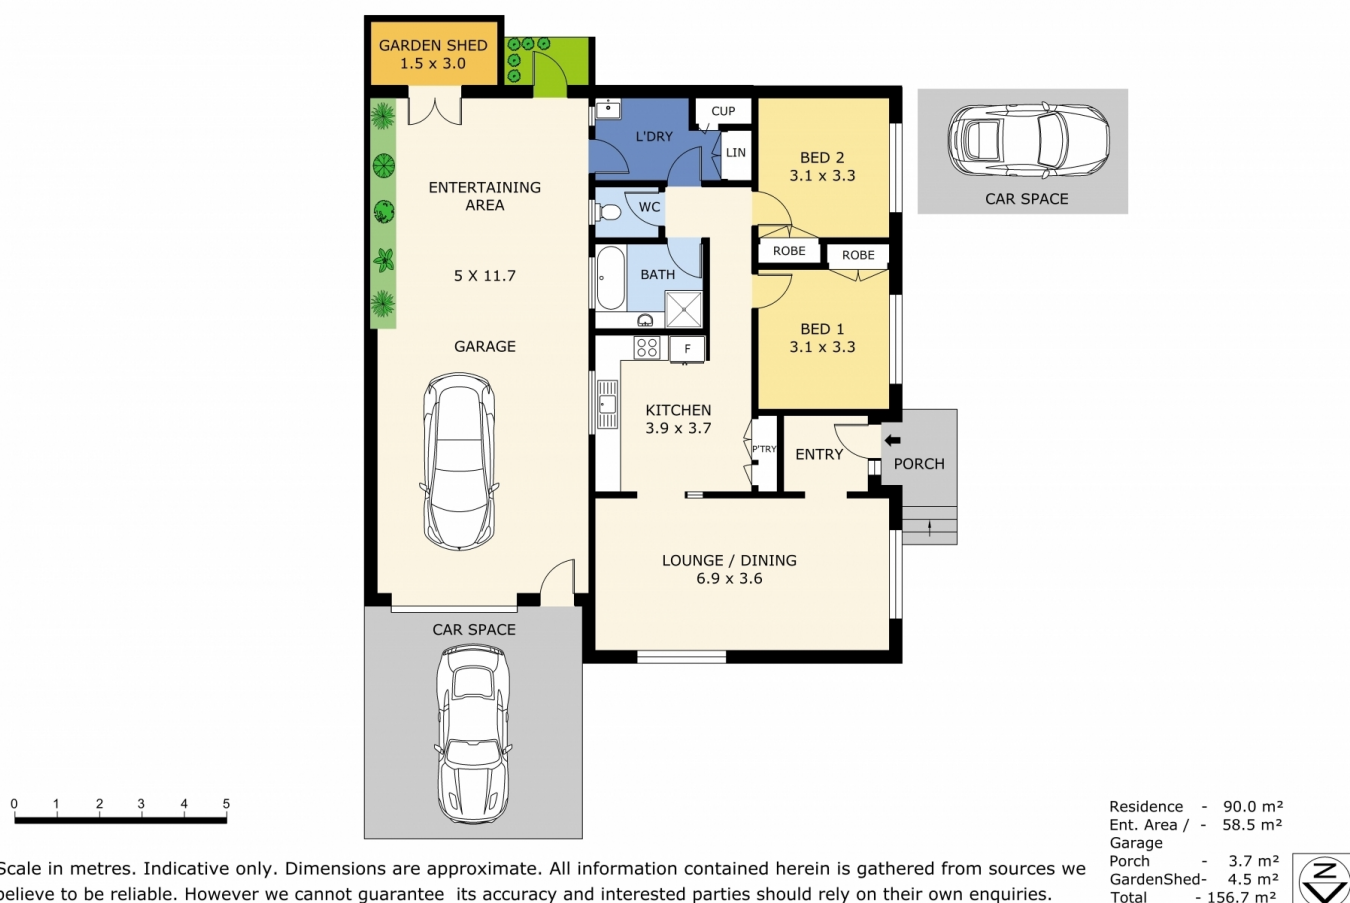 GARDEN SHED
1.5 x 3.0
CUP
L'DRY
LIN
BED 2
3.1 x 3.3
CAR SPACE
ENTERTAINING
AREA
WC
ROBE
ROBE
5 X 11.7
BATH
GARAGE
BED 1
3.1 x 3.3
F
KITCHEN
3.9 x 3.7
P'TRY
ENTRY
PORCH
LOUNGE / DINING
6.9 x 3.6
CAR SPACE
0 1 2 3 4 5
Scale in metres. Indicative only. Dimensions are approximate. All information contained herein is gathered from sources we
believe to be reliable. However we cannot guarantee its accuracy and interested parties should rely on their own enquiries.
Residence - 90.0 m²
Ent. Area / - 58.5 m²
Garage
Porch - 3.7 m²
GardenShed- 4.5 m²
Total - 156.7 m²
N